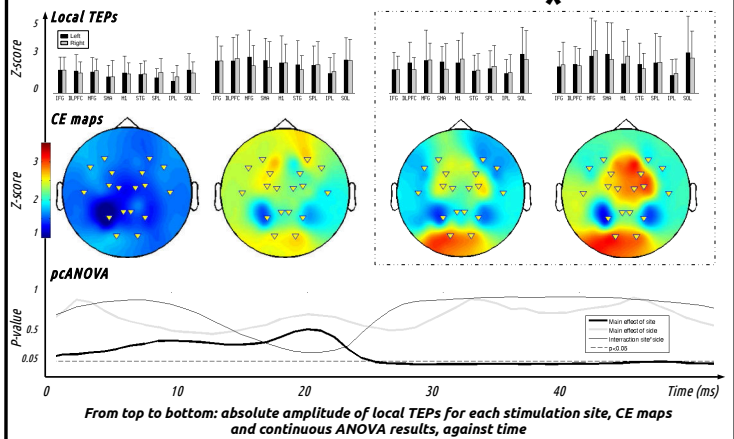 *
Local TEPs
5
3
0
Z-score
Left
Right
IFG DLPFC MFG SMA M1 STG SPL IPL SOL
IFG DLPFC MFG SMA M1 STG SPL IPL SOL
IFG DLPFC MFG SMA M1 STG SPL IPL SOL
IFG DLPFC MFG SMA M1 STG SPL IPL SOL
CE maps
3
2
1
Z-score
pcANOVA
1
0.5
0.05
P-value
Main effect of site
Main effect of side
Interraction site*side
p<0.05
0 10 20 30 40 Time (ms)
From top to bottom: absolute amplitude of local TEPs for each stimulation site, CE maps
and continuous ANOVA results, against time